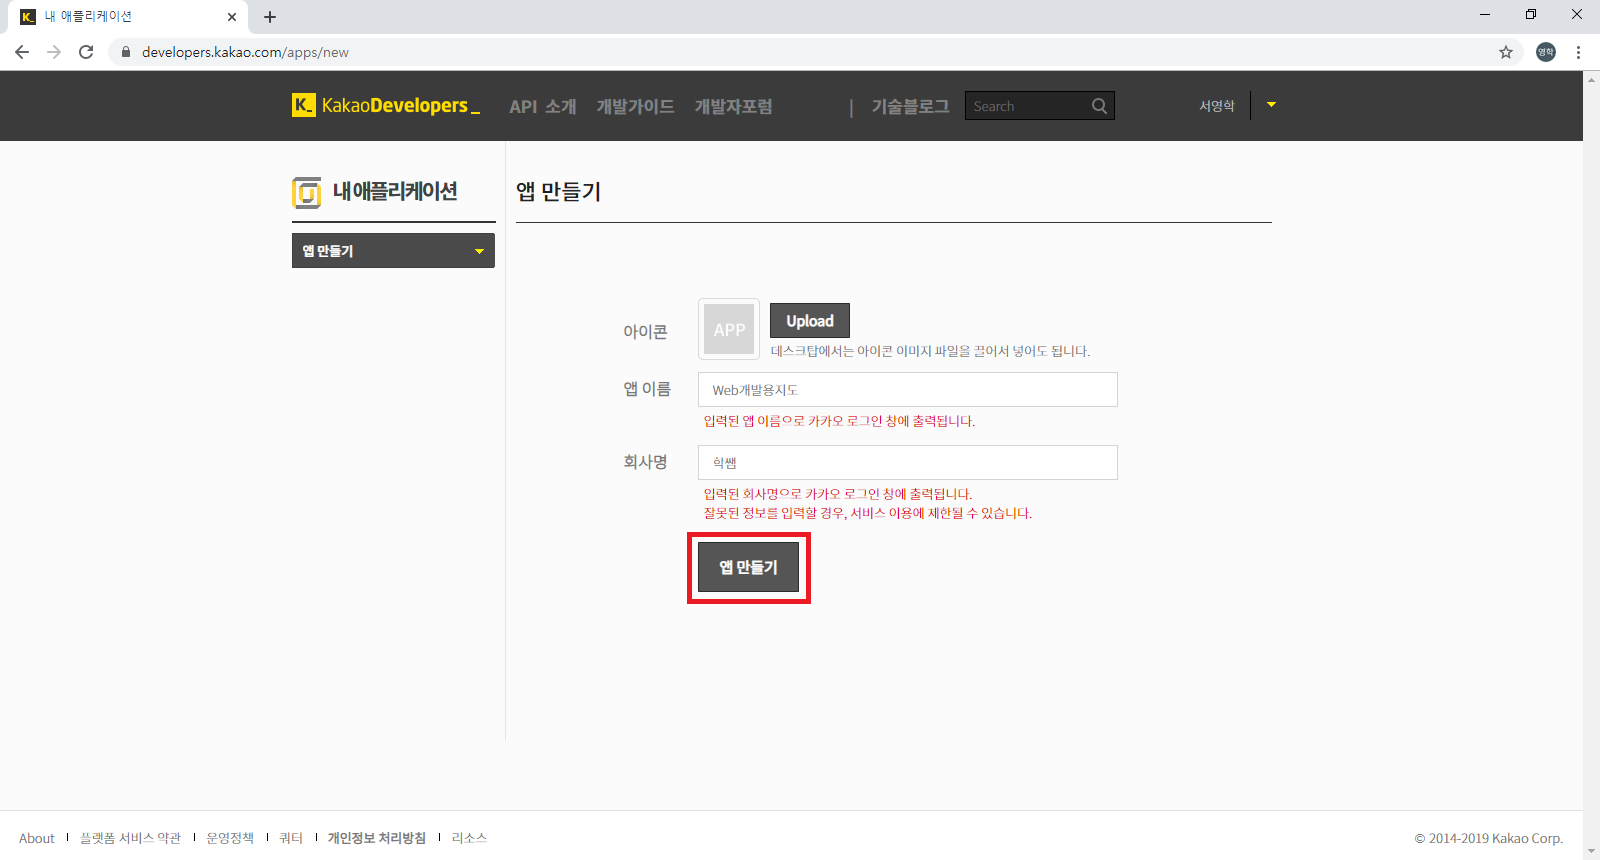 K_ 내 애플리케이션
developers.kakao.com/apps/new
영학
K_ KakaoDevelopers_ API 소개 개발가이드 개발자포럼 | 기술블로그 Search 서영학
내 애플리케이션
앱 만들기
앱 만들기
아이콘
APP
Upload
데스크탑에서는 아이콘 이미지 파일을 끌어서 넣어도 됩니다.
앱 이름
Web개발용지도
입력된 앱 이름으로 카카오 로그인 창에 출력됩니다.
회사명
학쌤
입력된 회사명으로 카카오 로그인 창에 출력됩니다.
잘못된 정보를 입력할 경우, 서비스 이용에 제한될 수 있습니다.
앱 만들기
About 플랫폼 서비스 약관 운영정책 쿼터 개인정보 처리방침 리소스
© 2014-2019 Kakao Corp.